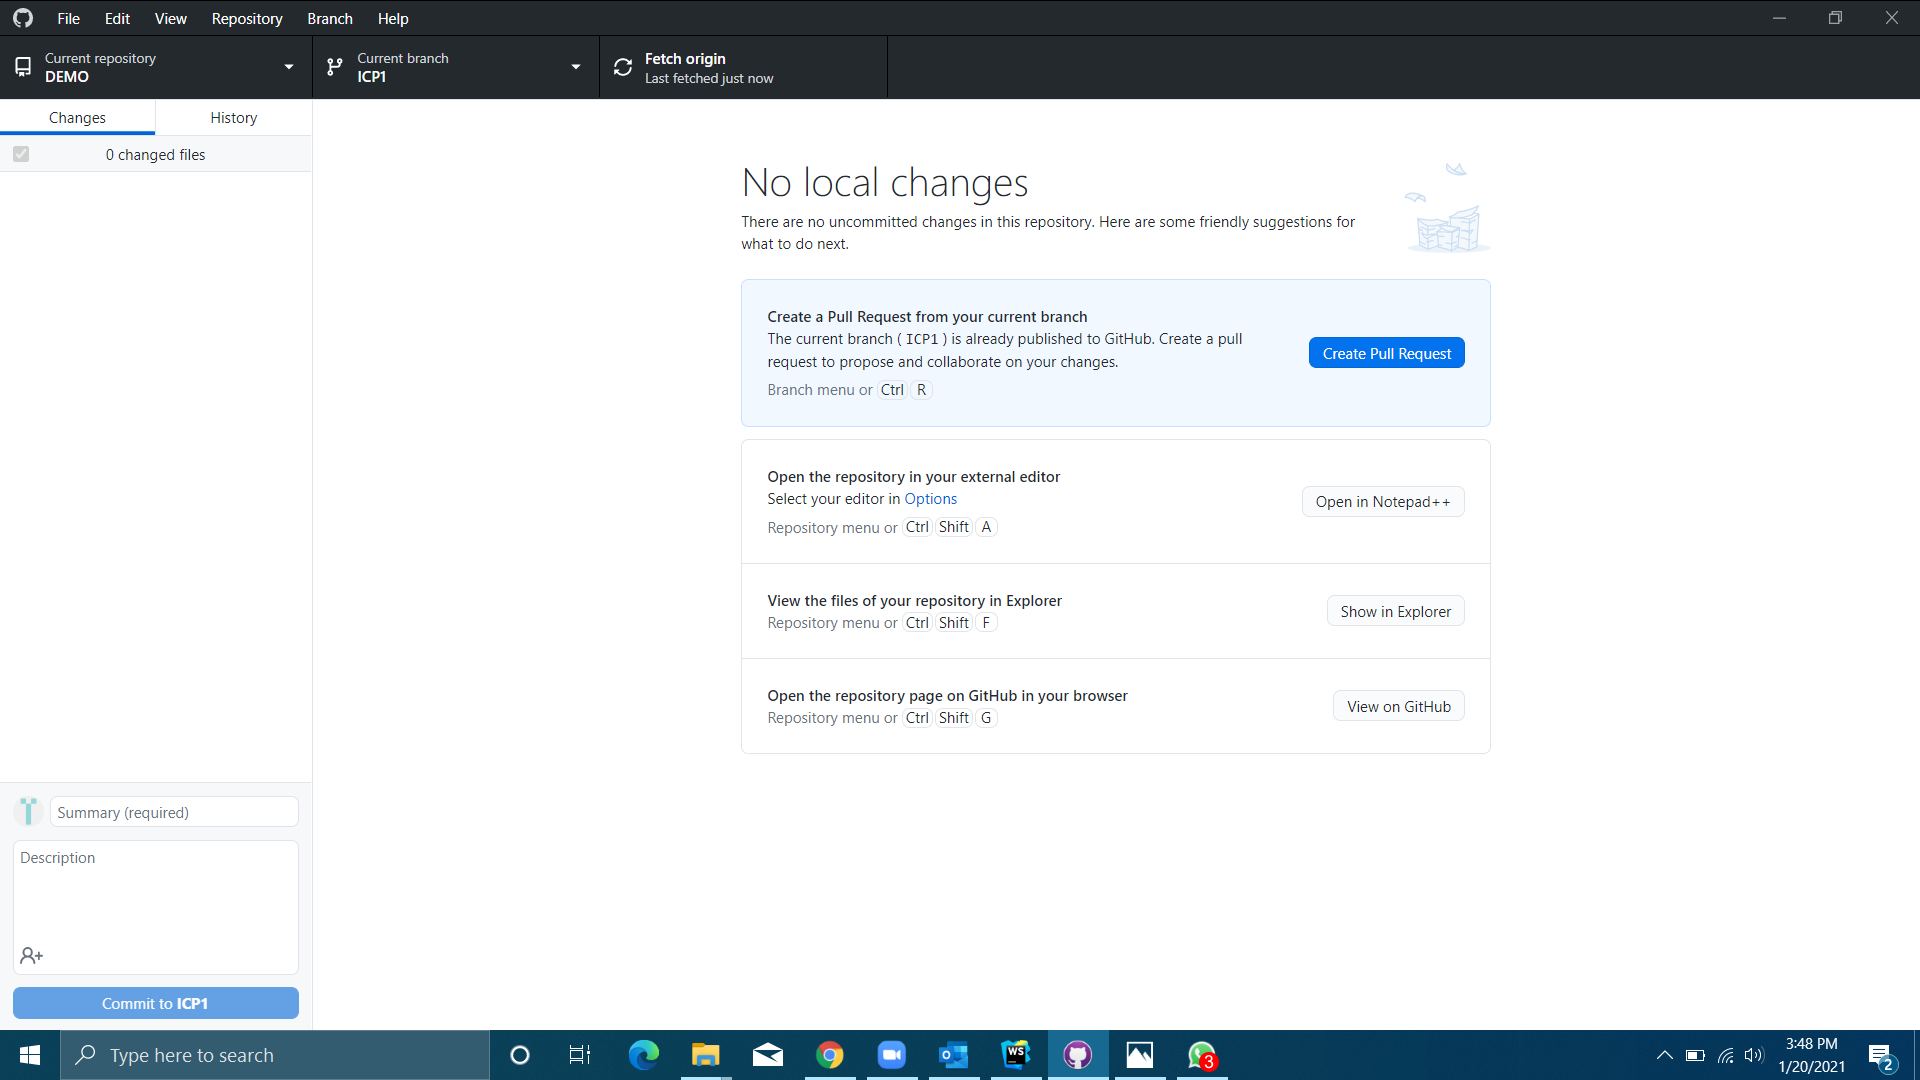 File Edit View Repository Branch Help
Current repository
DEMO
Current branch
ICP1
Fetch origin
Last fetched just now
Changes History
0 changed files
No local changes
There are no uncommitted changes in this repository. Here are some friendly suggestions for
what to do next.
Create a Pull Request from your current branch
The current branch ( ICP1 ) is already published to GitHub. Create a pull
request to propose and collaborate on your changes.
Branch menu or Ctrl R
Create Pull Request
Open the repository in your external editor
Select your editor in Options
Repository menu or Ctrl Shift A
Open in Notepad++
View the files of your repository in Explorer
Repository menu or Ctrl Shift F
Show in Explorer
Open the repository page on GitHub in your browser
Repository menu or Ctrl Shift G
View on GitHub
Summary (required)
Description
Commit to ICP1
Type here to search
WS
3
3:48 PM
1/20/2021
2